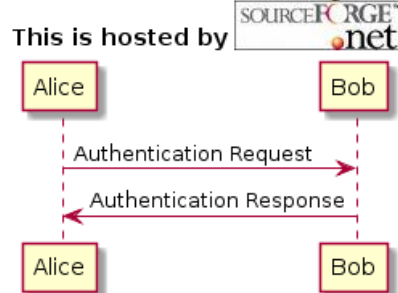 This is hosted by SOURCEFORGE
.net
Alice Bob
Authentication Request
Authentication Response
Alice Bob